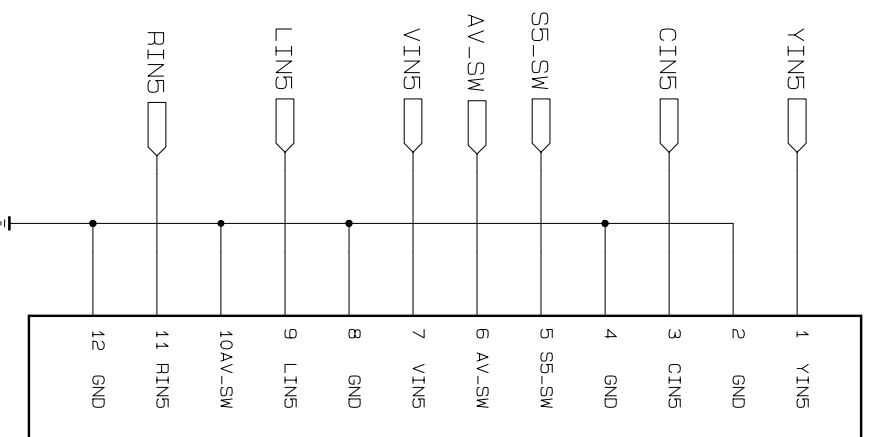 RIN5
LIN5
VIN5
AV_SW
S5_SW
CIN5
YIN5
12 GND
11 RIN5
10AV_SW
9 LIN5
8 GND
7 VIN5
6 AV_SW
5 S5_SW
4 GND
3 CIN5
2 GND
1 YIN5